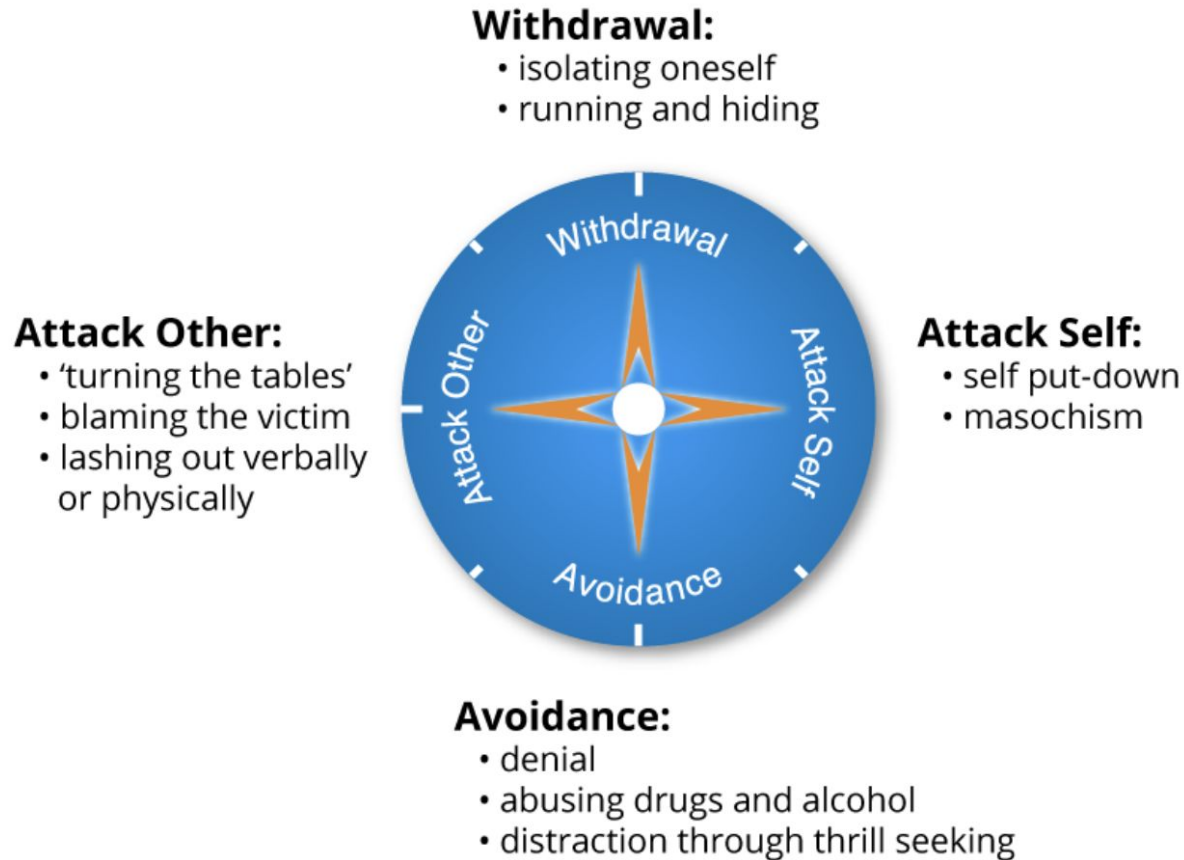 Withdrawal:
• isolating oneself
• running and hiding
Withdrawal
Attack Other:
• ‘turning the tables’
• blaming the victim
• lashing out verbally
or physically
Attack Other
Attack Self
Attack Self:
• self put-down
• masochism
Avoidance
Avoidance:
• denial
• abusing drugs and alcohol
• distraction through thrill seeking